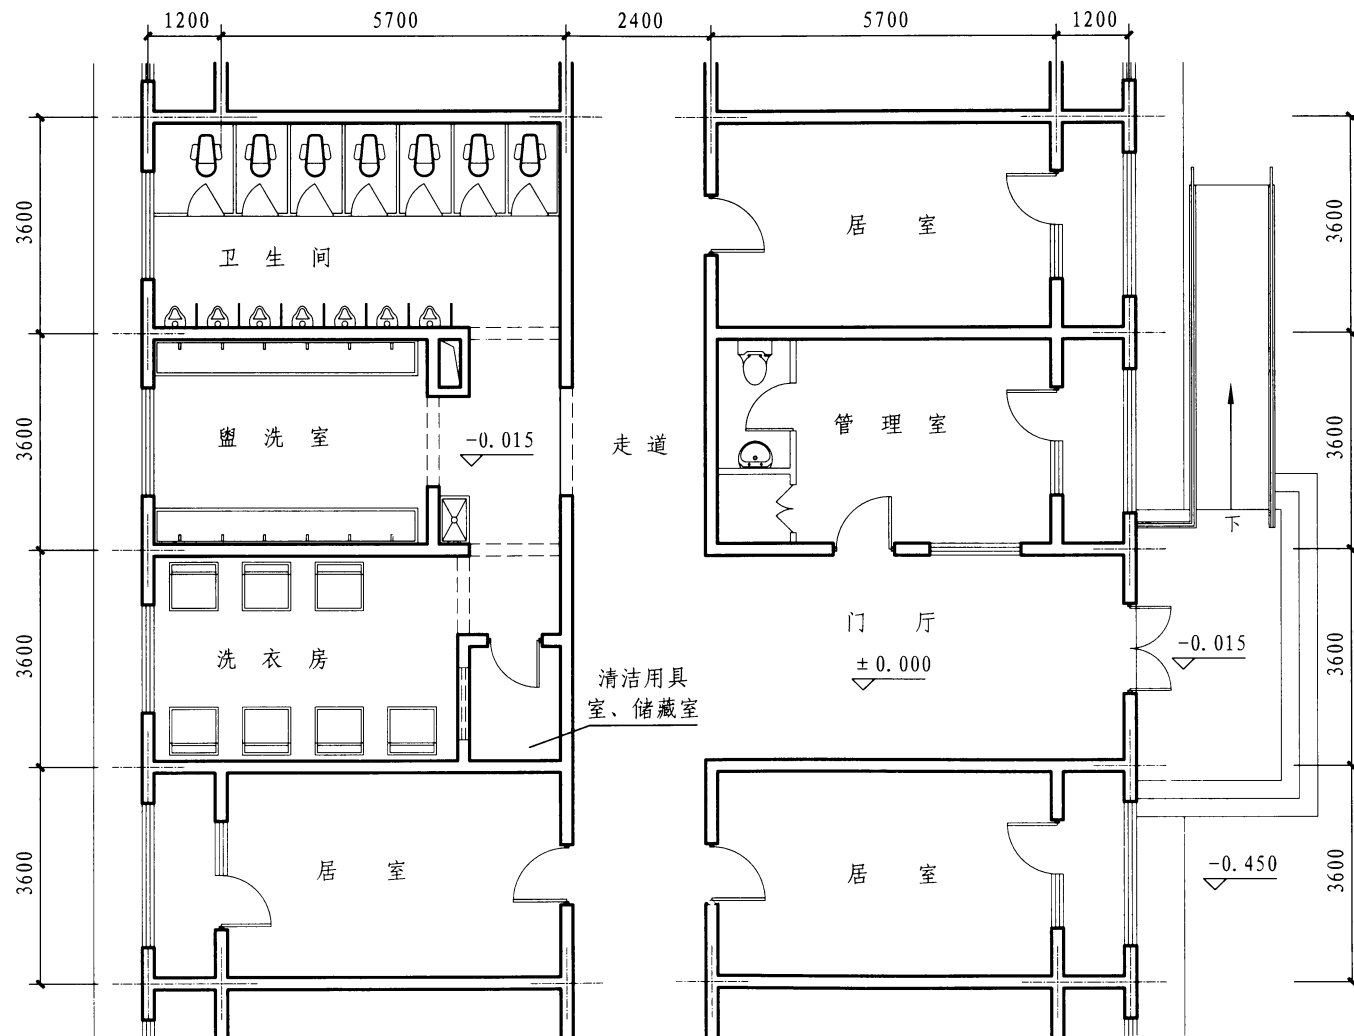 1200 5700 2400 5700 1200
3600
3600
居 室
卫 生 间
管 理 室
3600
3600
盥 洗 室
-0.015
走 道
下
门 厅
±0.000
-0.015
3600
3600
洗 衣 房
清洁用具
室、储藏室
居 室
居 室
-0.450
3600
3600